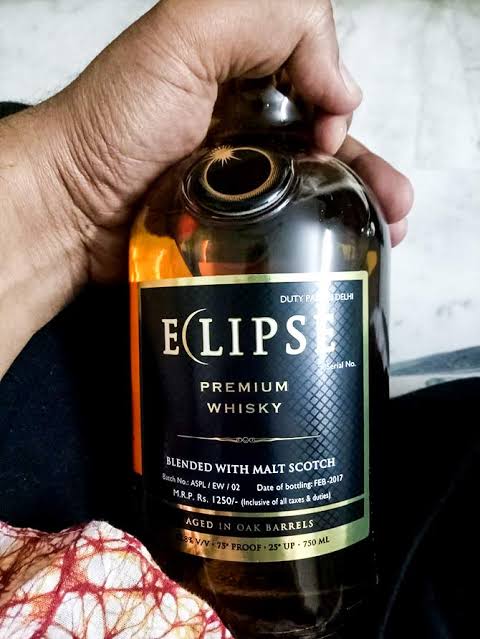 DUTY PAID IN DELHI
ECLIPSE
Serial No.
PREMIUM
WHISKY
BLENDED WITH MALT SCOTCH
Batch No.: ASPL / EW / 02 Date of bottling: FEB -2017
M.R.P. Rs. 1250/- (Inclusive of all taxes & duties)
AGED IN OAK BARRELS
V/V • 75° PROOF • 25° UP • 750 ML